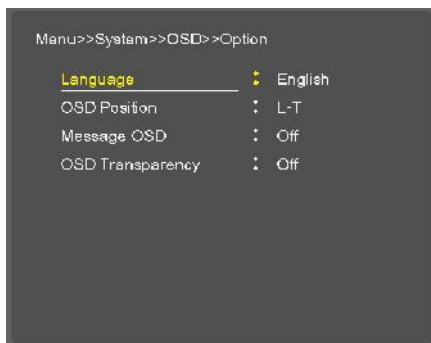 Menu>>System>>OSD>>Option
Language : English
OSD Position : L-T
Message OSD : Off
OSD Transparency : Off